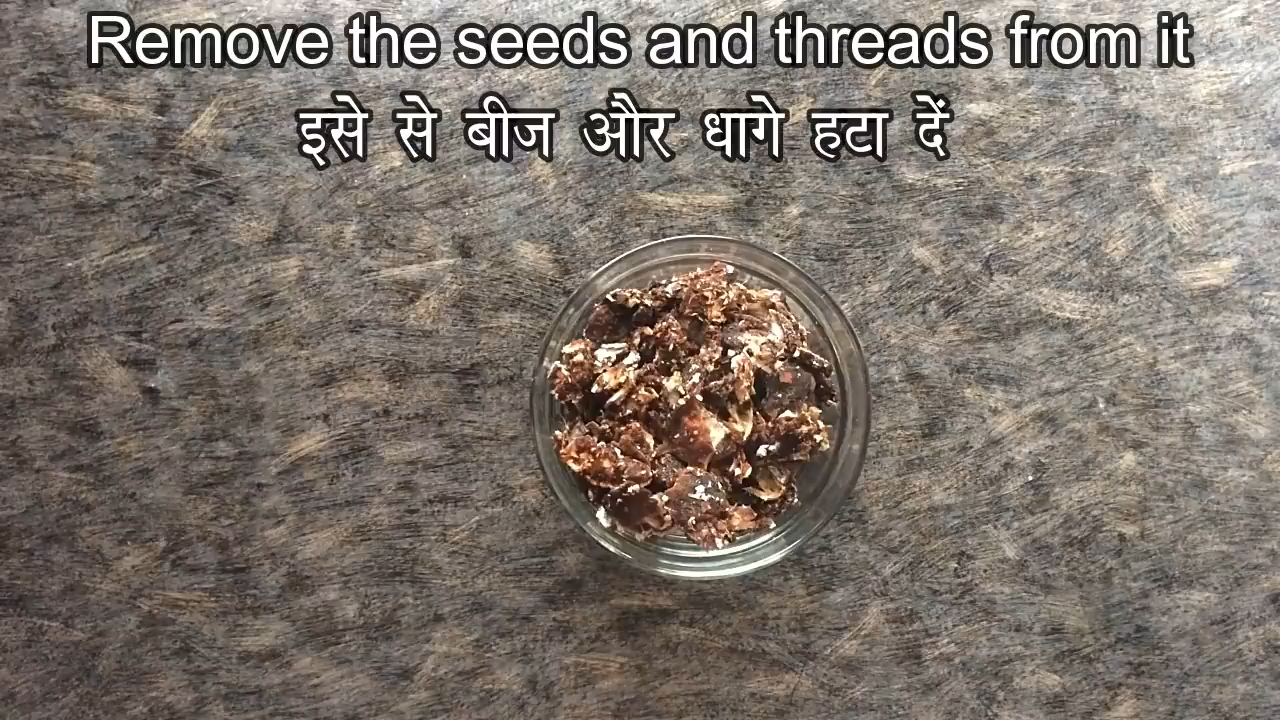 Remove the seeds and threads from it
इसे से बीज और धागे हटा दें